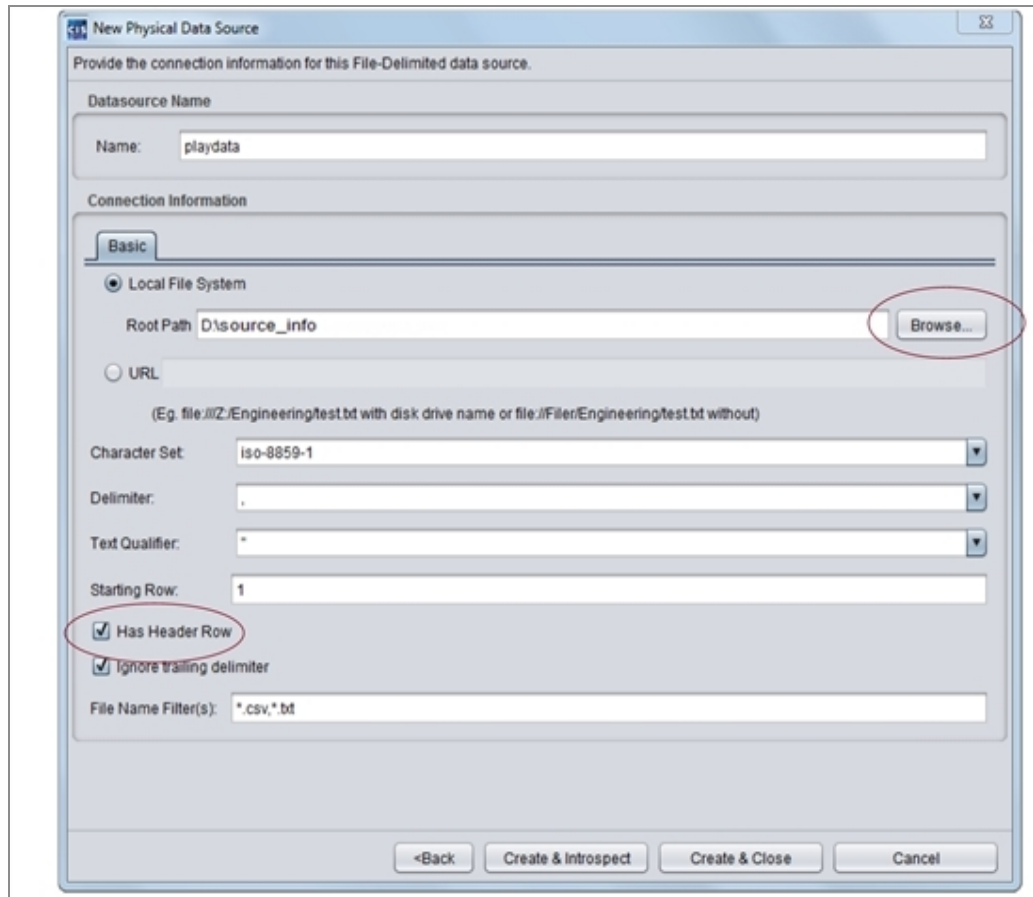 CIS New Physical Data Source
Provide the connection information for this File-Delimited data source.
Datasource Name
Name: playdata
Connection Information
Basic
Local File System
Root Path D:\source_info Browse...
URL
(Eg. file:///Z:/Engineering/test.txt with disk drive name or file://Filer/Engineering/test.txt without)
Character Set: iso-8859-1
Delimiter: ,
Text Qualifier: "
Starting Row: 1
Has Header Row
Ignore trailing delimiter
File Name Filter(s): *.csv,*.txt
<Back Create & Introspect Create & Close Cancel